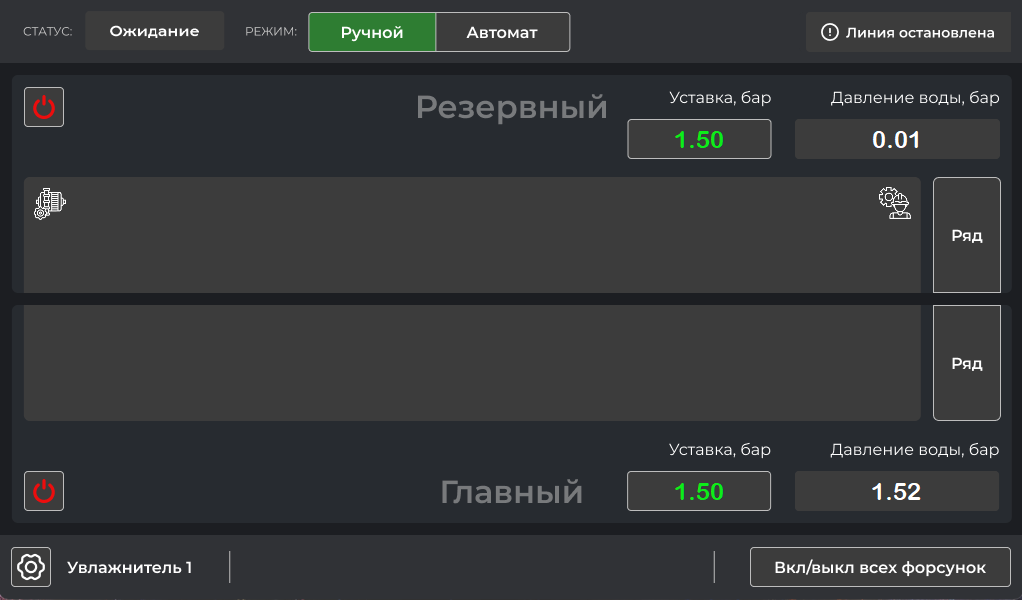 СТАТУС: Ожидание РЕЖИМ: Ручной Автомат Линия остановлена
Резервный
Уставка, бар Давление воды, бар
1.50 0.01
Ряд
Ряд
Уставка, бар Давление воды, бар
Главный
1.50 1.52
Увлажнитель 1 Вкл/выкл всех форсунок